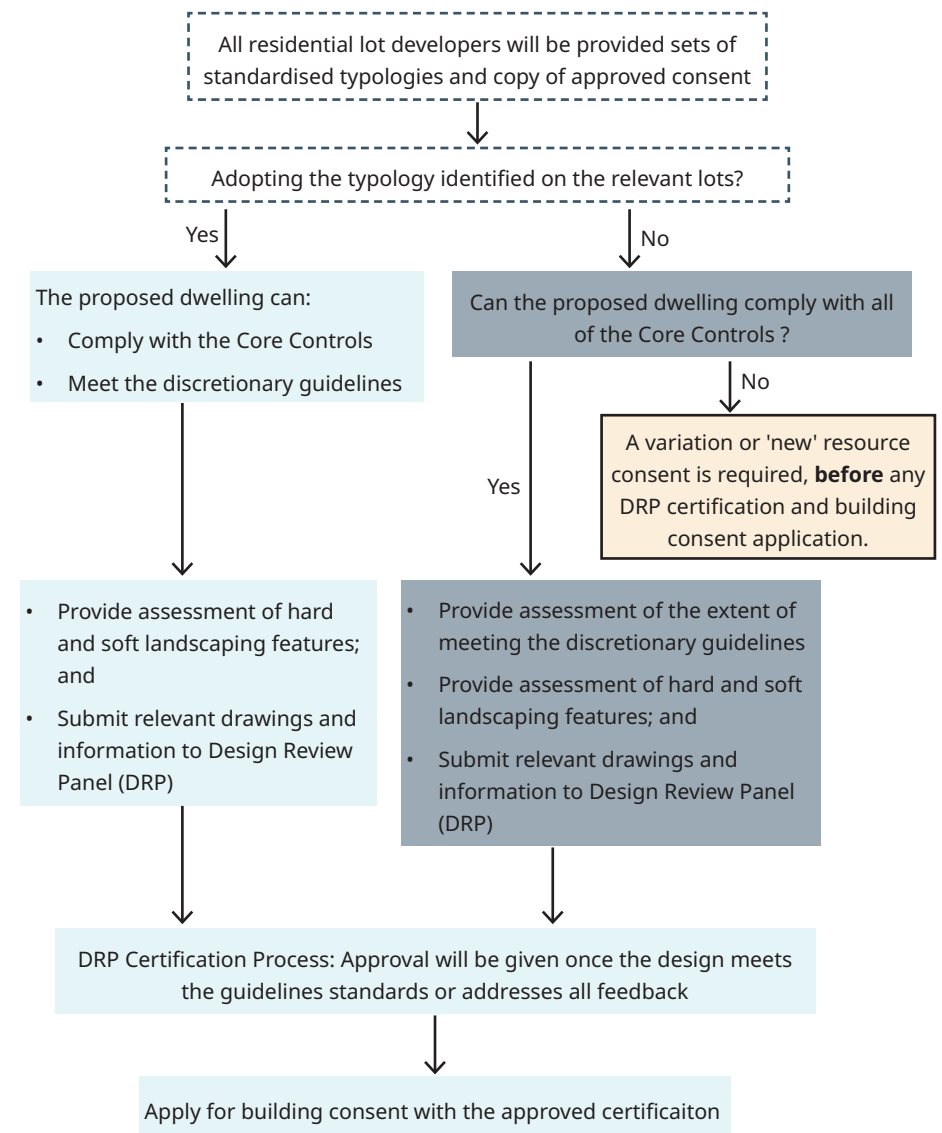 All residential lot developers will be provided sets of
standardised typologies and copy of approved consent
Adopting the typology identified on the relevant lots?
Yes
No
The proposed dwelling can:
• Comply with the Core Controls
• Meet the discretionary guidelines
Can the proposed dwelling comply with all
of the Core Controls ?
No
A variation or 'new' resource
consent is required, before any
DRP certification and building
consent application.
Yes
• Provide assessment of hard
and soft landscaping features;
and
• Submit relevant drawings and
information to Design Review
Panel (DRP)
• Provide assessment of the extent of
meeting the discretionary guidelines
• Provide assessment of hard and soft
landscaping features; and
• Submit relevant drawings and
information to Design Review Panel
(DRP)
DRP Certification Process: Approval will be given once the design meets
the guidelines standards or addresses all feedback
Apply for building consent with the approved certificaiton